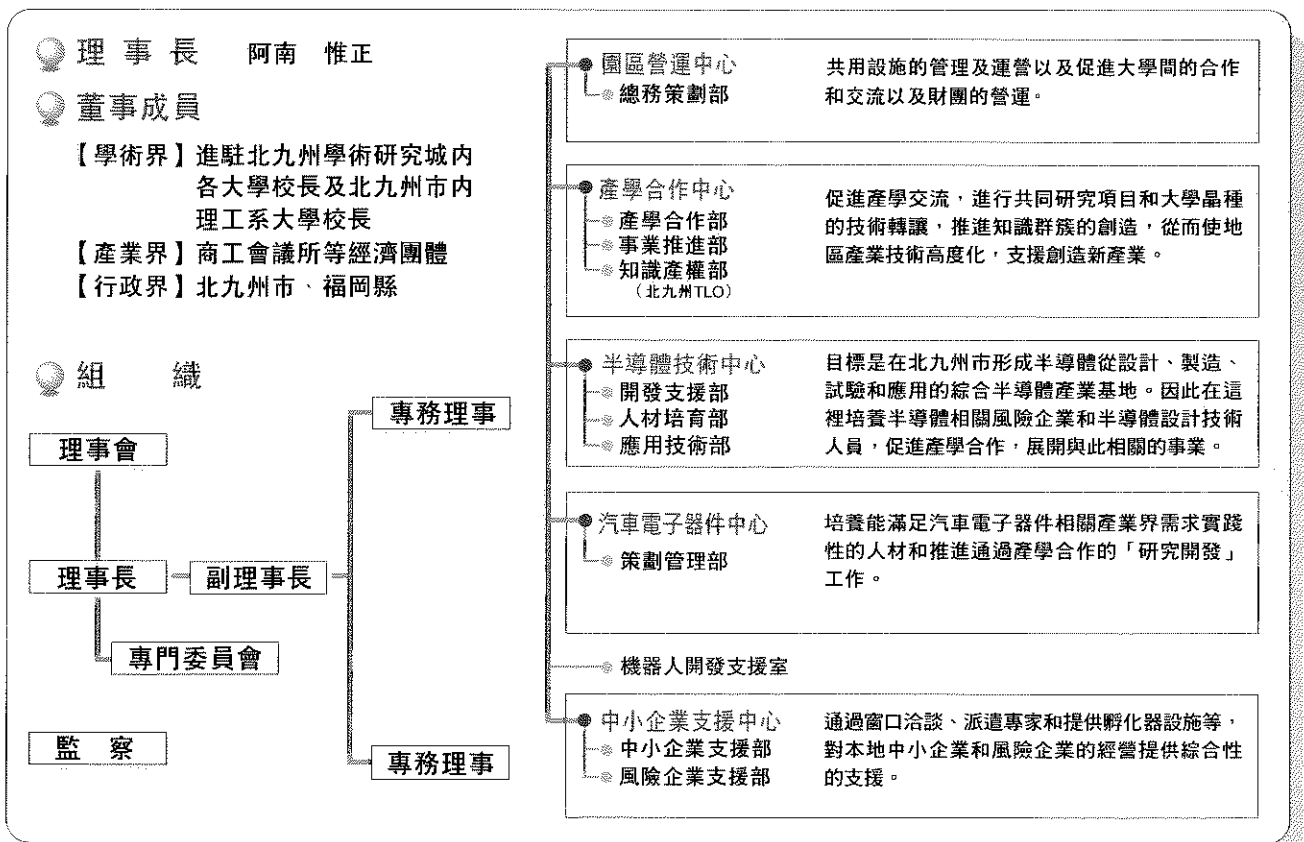 理事長 阿南 惟正
董事成員
【學術界】進駐北九州學術研究城内
各大學校長及北九州市内
理工系大學校長
【產業界】商工會議所等經濟團體
【行政界】北九州市、福岡縣
組 織
理事會
理事長
副理事長
專門委員會
監 察
專務理事
專務理事
園區營運中心
總務策劃部
共用設施的管理及運營以及促進大學間的合作
和交流以及財團的營運。
產學合作中心
產學合作部
事業推進部
知識產權部
(北九州TLO)
促進產學交流，進行共同研究項目和大學晶種
的技術轉讓，推進知識群簇的創造，從而使地
區產業技術高度化，支援創造新產業。
半導體技術中心
開發支援部
人材培育部
應用技術部
目標是在北九州市形成半導體從設計、製造、
試驗和應用的綜合半導體產業基地。因此在這
裡培養半導體相關風險企業和半導體設計技術
人員，促進產學合作，展開與此相關的事業。
汽車電子器件中心
策劃管理部
培養能滿足汽車電子器件相關產業界需求實踐
性的人材和推進通過產學合作的「研究開發」
工作。
機器人開發支援室
中小企業支援中心
中小企業支援部
風險企業支援部
通過窗口洽談、派遣專家和提供孵化器設施等，
對本地中小企業和風險企業的經營提供綜合性
的支援。